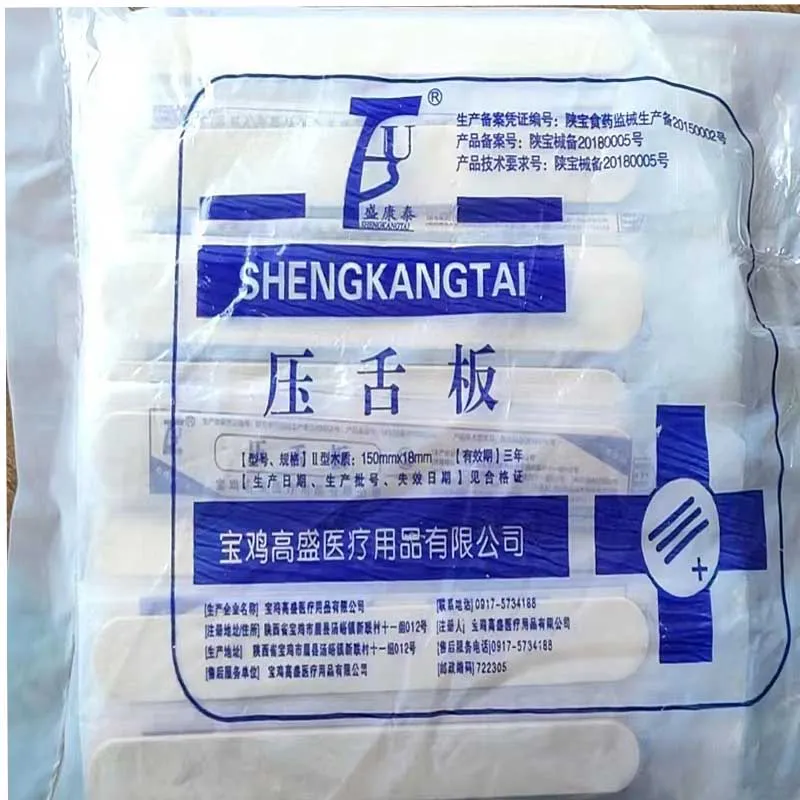 ®
生产备案凭证编号：陕宝食药监械生产备20150002号
产品备案号：陕宝械备20180005号
产品技术要求号：陕宝械备20180005号
盛康泰
SHENGKANGTAI
SHENGKANGTAI
压舌板
压舌板
【型号、规格】Ⅱ型木质：150mmx18mm 【有效期】三年
【生产日期、生产批号、失效日期】见合格证
宝鸡高盛医疗用品有限公司
[生产企业名称] 宝鸡高盛医疗用品有限公司 [联系电话] 0917-5734188
[注册地址/住所] 陕西省宝鸡市眉县汤峪镇新联村十一组012号 [注册人] 宝鸡高盛医疗用品有限公司
[生产地址] 陕西省宝鸡市眉县汤峪镇新联村十一组012号 [售后服务电话] 0917-5734188
[售后服务单位] 宝鸡高盛医疗用品有限公司 [邮政编码] 722305